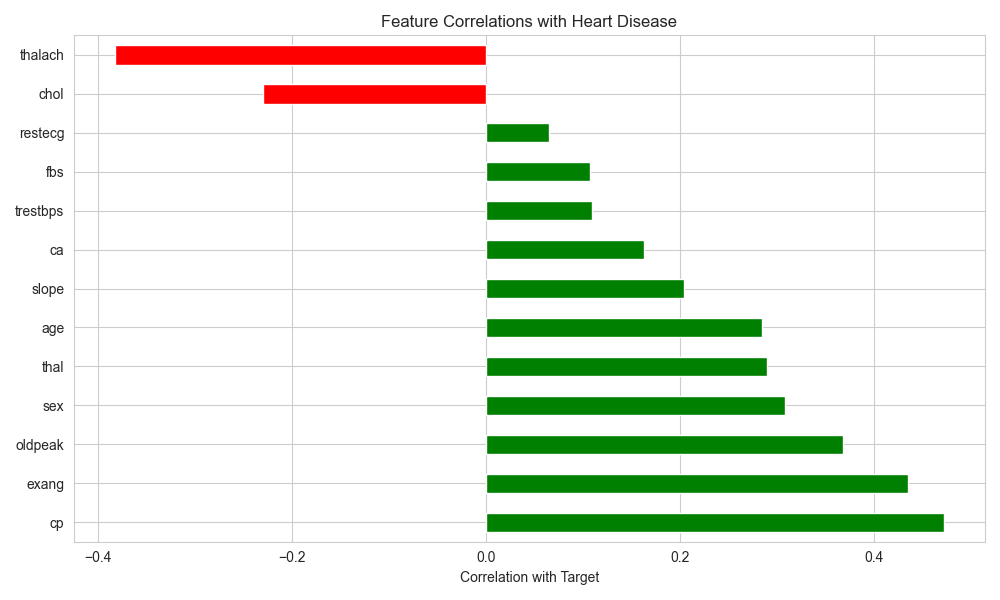 Feature Correlations with Heart Disease
thalach
chol
restecg
fbs
trestbps
ca
slope
age
thal
sex
oldpeak
exang
cp
−0.4 −0.2 0.0 0.2 0.4
Correlation with Target